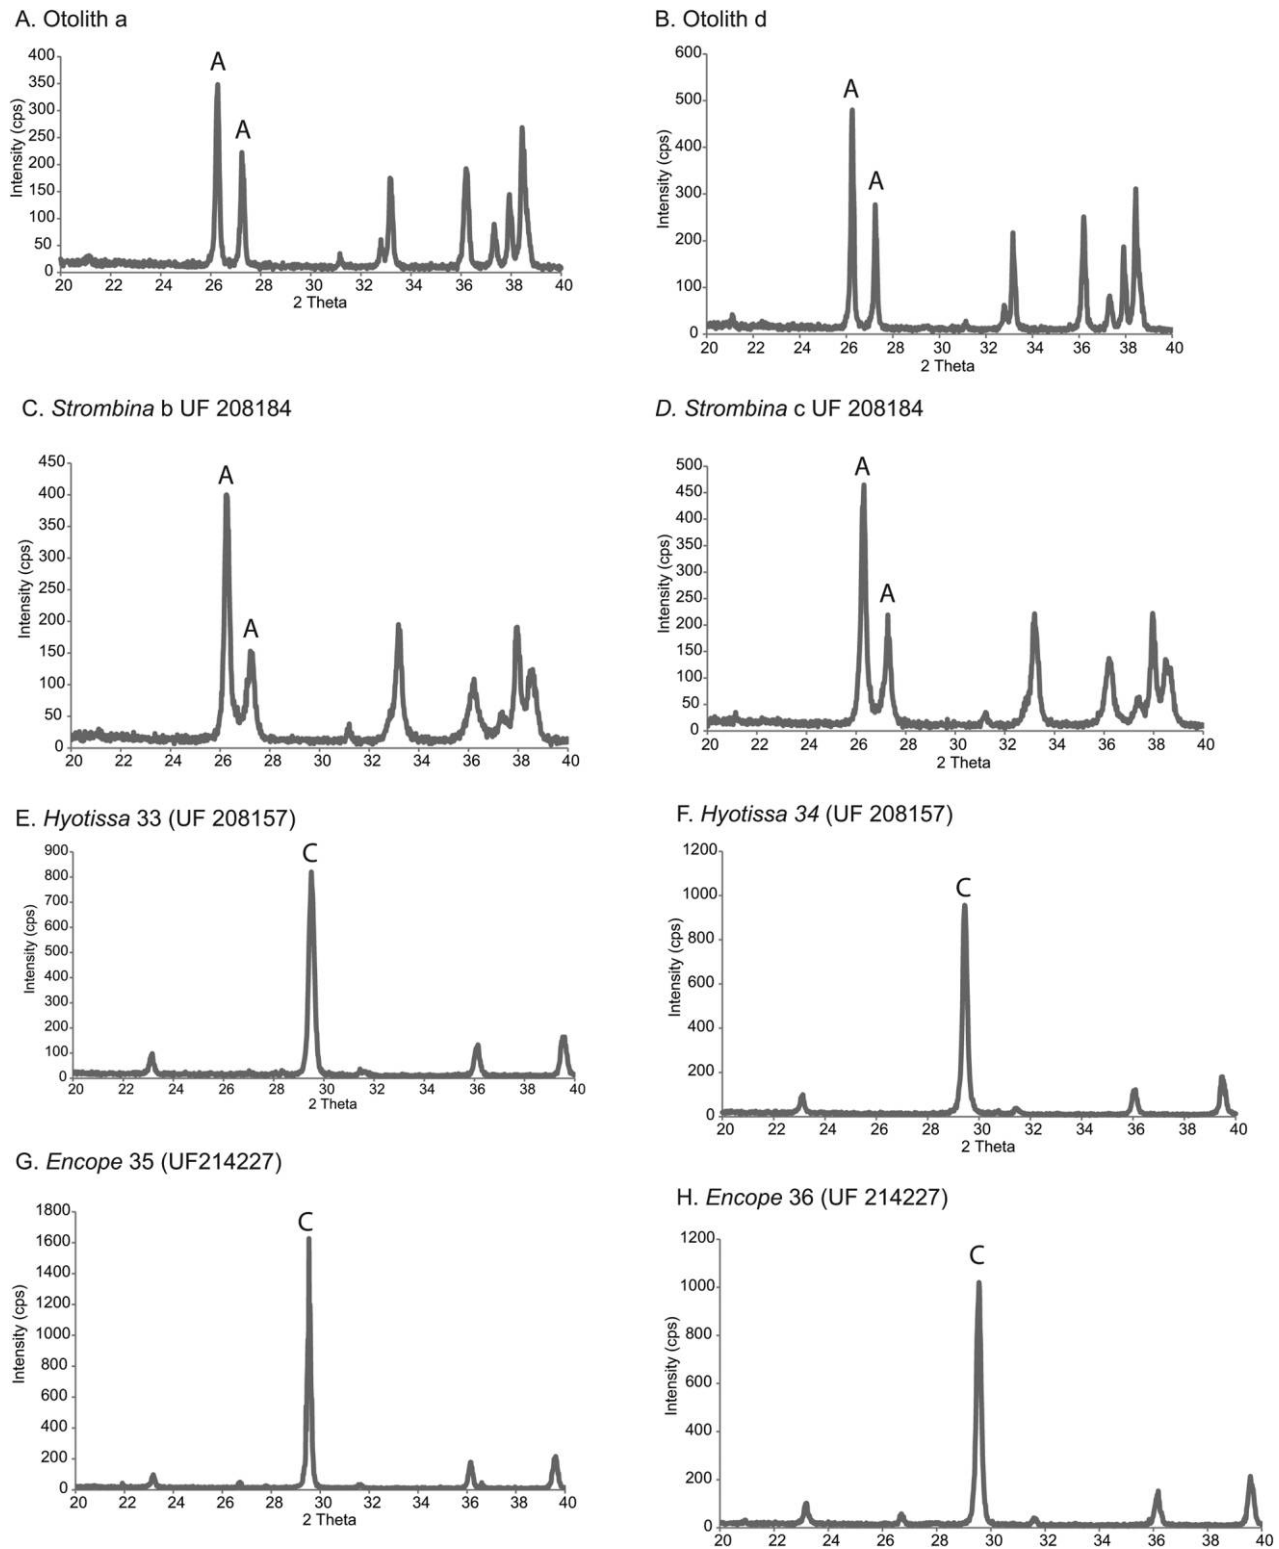 A. Otolith a
400
350
300
250
200
150
100
50
0
Intensity (cps)
A
A
20 22 24 26 28 30 32 34 36 38 40
2 Theta
B. Otolith d
600
500
400
300
200
100
0
Intensity (cps)
A
A
20 22 24 26 28 30 32 34 36 38 40
2 Theta
C. Strombina b UF 208184
450
400
350
300
250
200
150
100
50
0
Intensity (cps)
A
A
20 22 24 26 28 30 32 34 36 38 40
D. Strombina c UF 208184
500
450
400
350
300
250
200
150
100
50
0
Intensity (cps)
A
A
20 22 24 26 28 30 32 34 36 38 40
2 Theta
E. Hyotissa 33 (UF 208157)
900
800
700
600
500
400
300
200
100
0
Intensity (cps)
C
20 22 24 26 28 30 32 34 36 38 40
2 Theta
F. Hyotissa 34 (UF 208157)
1200
1000
800
600
400
200
0
Intensity (cps)
C
20 22 24 26 28 30 32 34 36 38 40
2 Theta
G. Encope 35 (UF214227)
1800
1600
1400
1200
1000
800
600
400
200
0
Intensity (cps)
C
20 22 24 26 28 30 32 34 36 38 40
2 Theta
H. Encope 36 (UF 214227)
1200
1000
800
600
400
200
0
Intensity (cps)
C
20 22 24 26 28 30 32 34 36 38 40